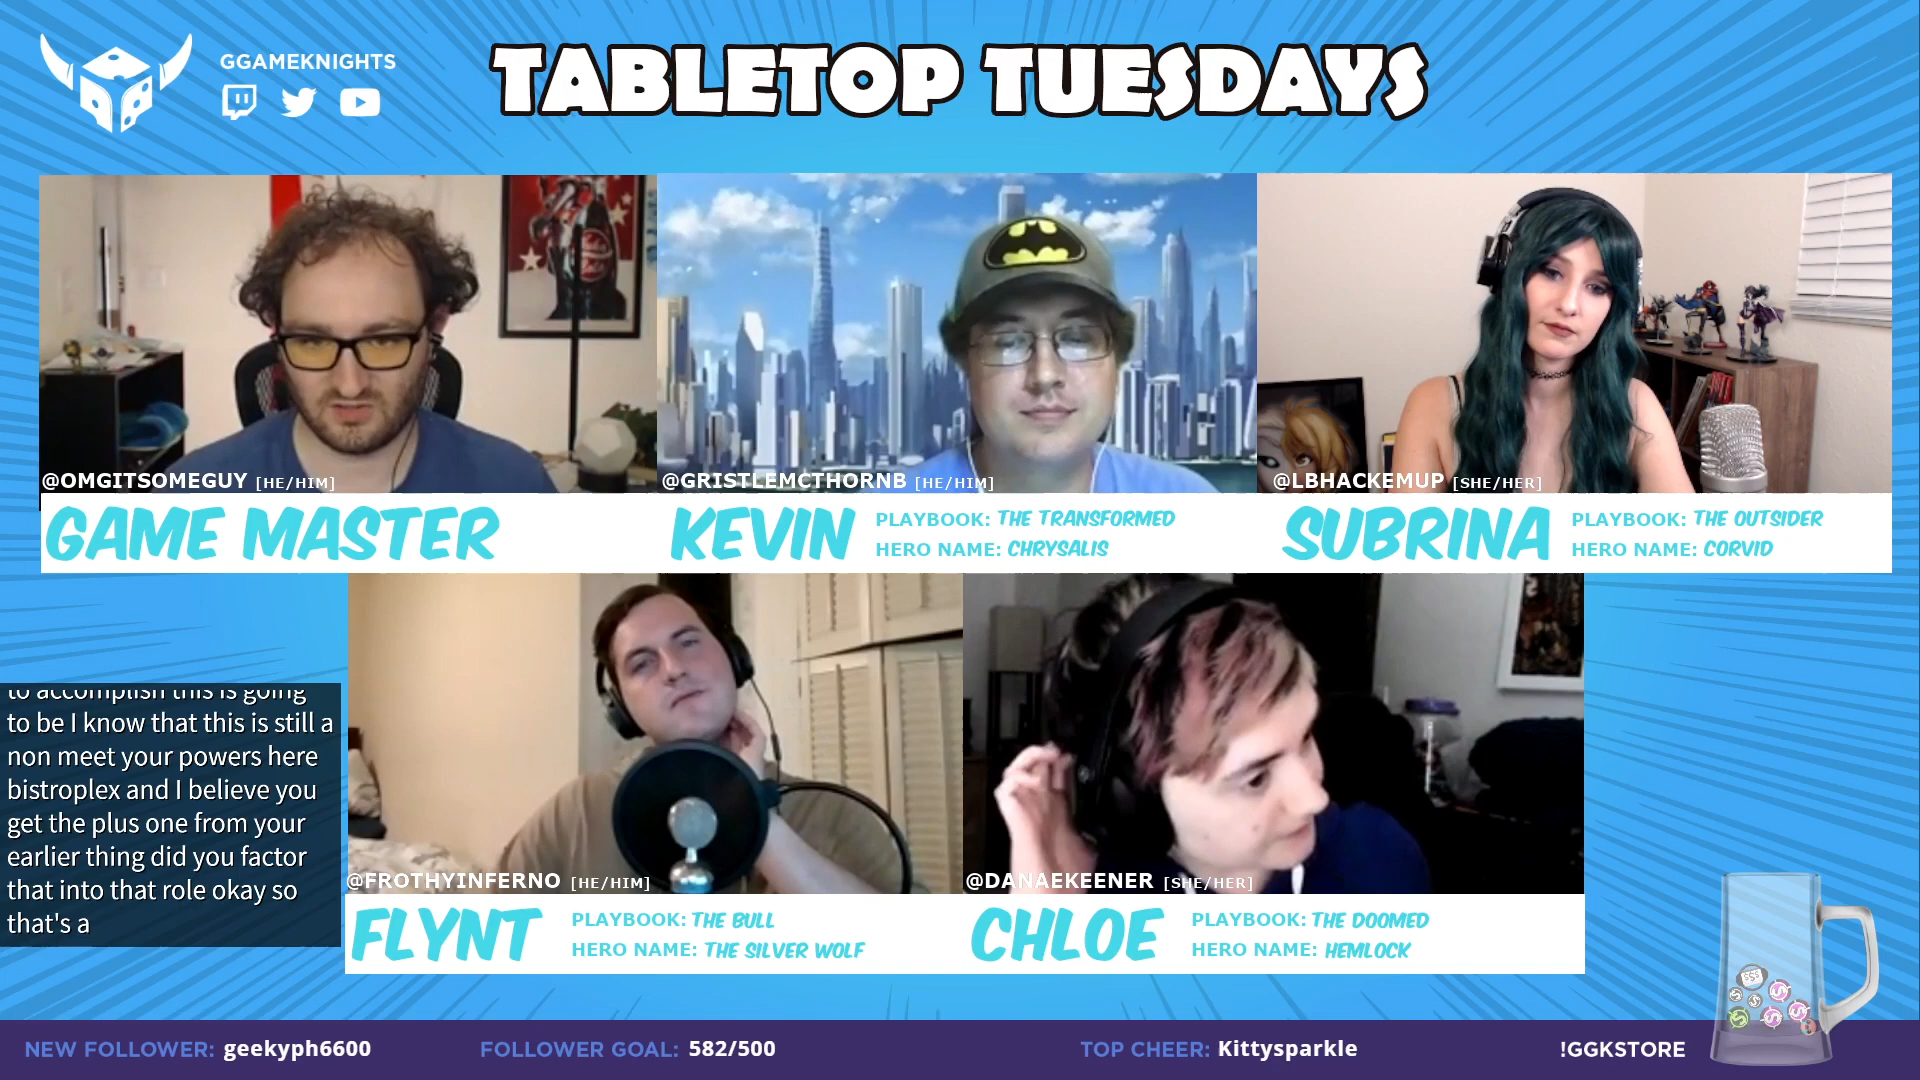 GGAMEKNIGHTS
TABLETOP TUESDAYS
@OMGITSOMEGUY [HE/HIM]
@GRISTLEMCTHORNB [HE/HIM]
@LBHACKEMUP [SHE/HER]
GAME MASTER
KEVIN
PLAYBOOK: THE TRANSFORMED
HERO NAME: CHRYSALIS
SUBRINA
PLAYBOOK: THE OUTSIDER
HERO NAME: CORVID
to accomplish this is going
to be I know that this is still a
non meet your powers here
bistroplex and I believe you
get the plus one from your
earlier thing did you factor
that into that role okay so
that's a
@FROTHYINFERNO [HE/HIM]
@DANAEKEENER [SHE/HER]
FLYNT
PLAYBOOK: THE BULL
HERO NAME: THE SILVER WOLF
CHLOE
PLAYBOOK: THE DOOMED
HERO NAME: HEMLOCK
NEW FOLLOWER: geekyph6600
FOLLOWER GOAL: 582/500
TOP CHEER: Kittysparkle
!GGKSTORE